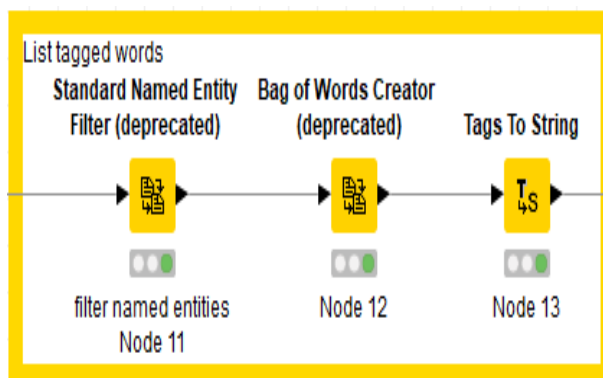 List tagged words
Standard Named Entity
Filter (deprecated)
Bag of Words Creator
(deprecated)
Tags To String
T
S
filter named entities
Node 11
Node 12
Node 13